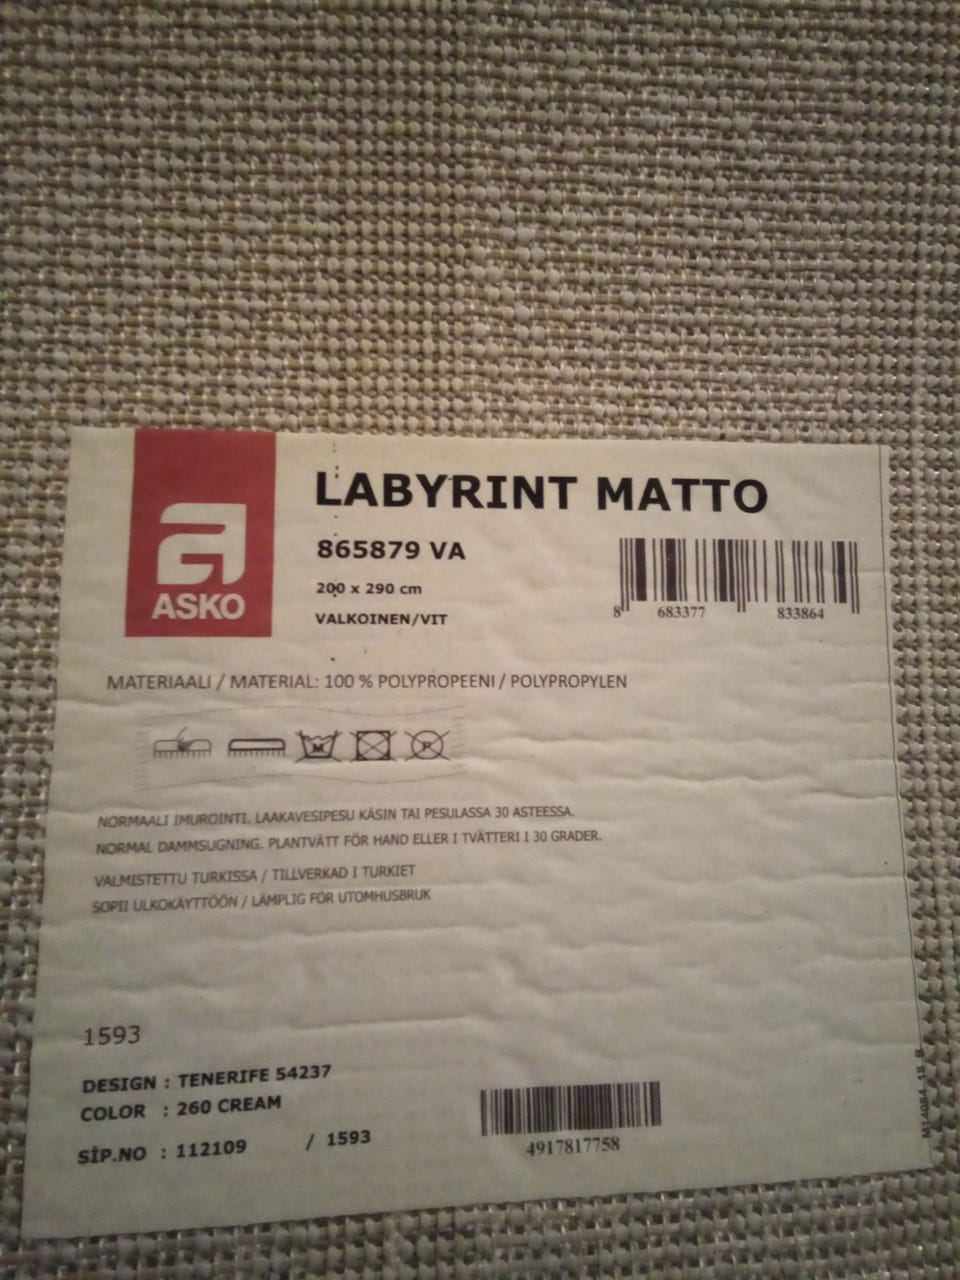 LABYRINT MATTO
865879 VA
200 x 290 cm
VALKOINEN/VIT
a
ASKO
8 683377 833864
MATERIAALI / MATERIAL: 100 % POLYPROPEENI / POLYPROPYLEN
M P
NORMAALI IMUROINTI. LAAKAVESIPESU KÄSIN TAI PESULASSA 30 ASTEESSA.
NORMAL DAMMSUGNING. PLANTVÄTT FÖR HAND ELLER I TVÄTTERI I 30 GRADER.
VALMISTETTU TURKISSA / TILLVERKAD I TURKIET
SOPII ULKOKÄYTTÖÖN / LÄMPLIG FÖR UTOMHUSBRUK
1593
DESIGN : TENERIFE 54237
COLOR : 260 CREAM
SİP.NO : 112109 / 1593
4917817758
M14084 18 B